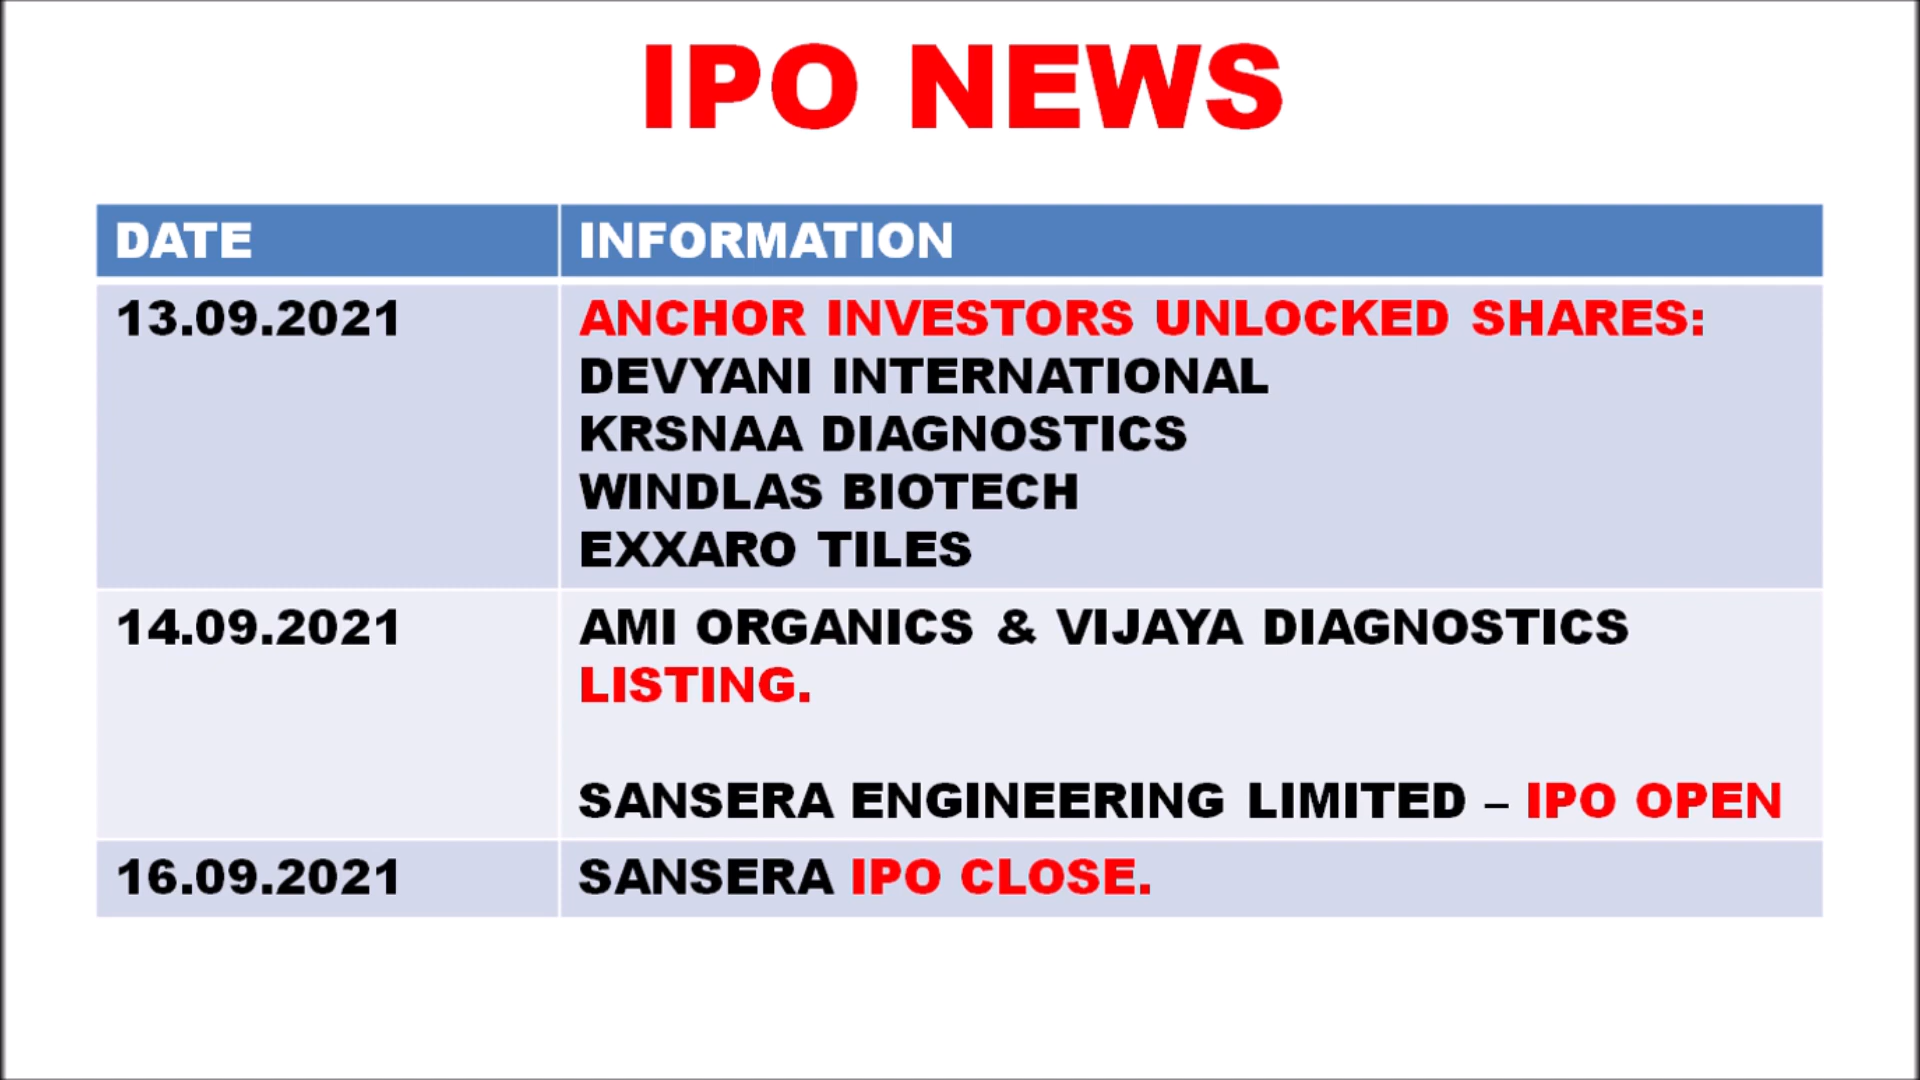 IPO NEWS
DATE
INFORMATION
13.09.2021
ANCHOR INVESTORS UNLOCKED SHARES:
DEVYANI INTERNATIONAL
KRSNAA DIAGNOSTICS
WINDLAS BIOTECH
EXXARO TILES
14.09.2021
AMI ORGANICS & VIJAYA DIAGNOSTICS
LISTING.
SANSERA ENGINEERING LIMITED – IPO OPEN
16.09.2021
SANSERA IPO CLOSE.